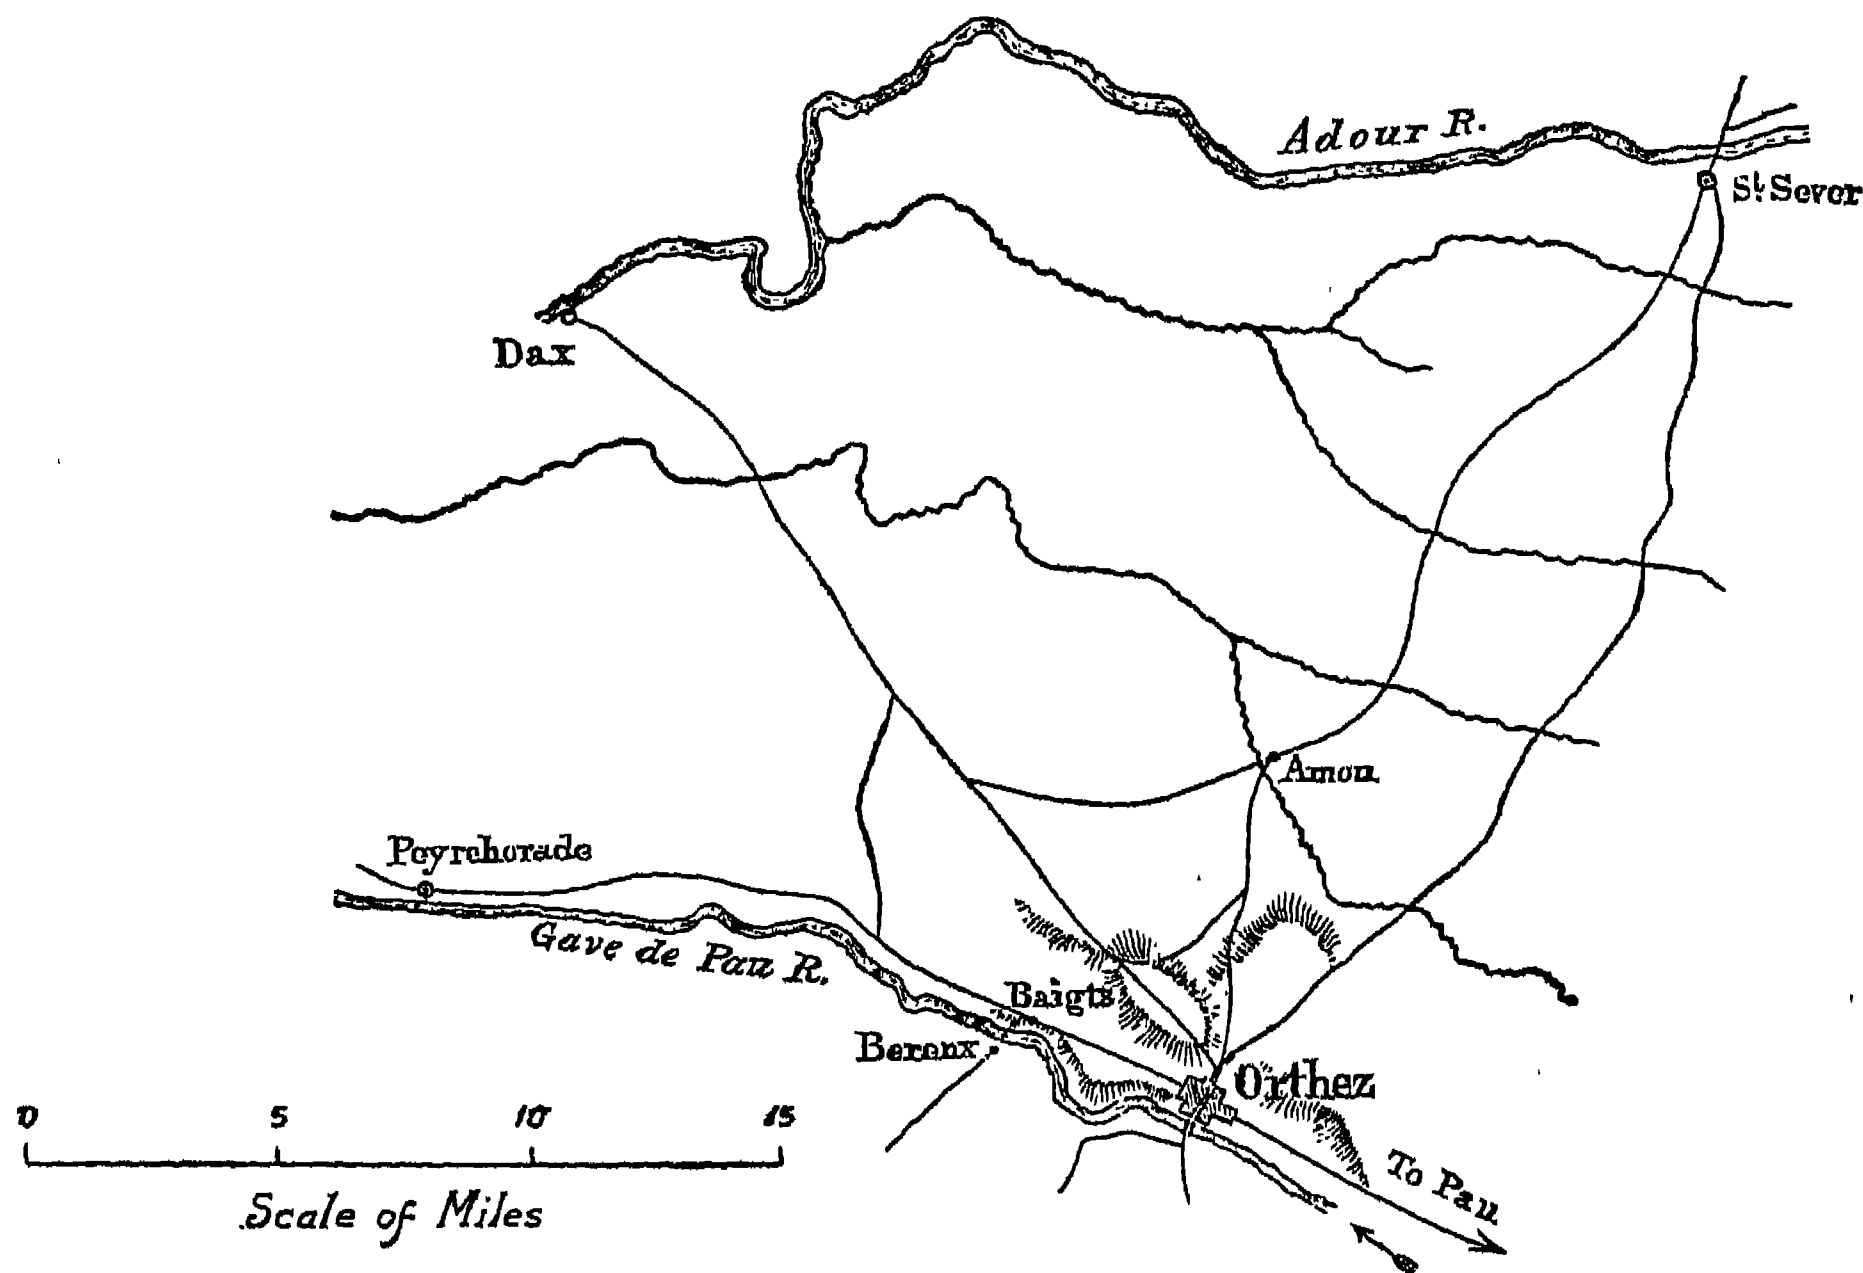 Adour R.
St. Sever
Dax
Amou
Peyrehorade
Gave de Pau R.
Baigts
Berenx
Orthez
0 5 10 15
Scale of Miles
To Pau